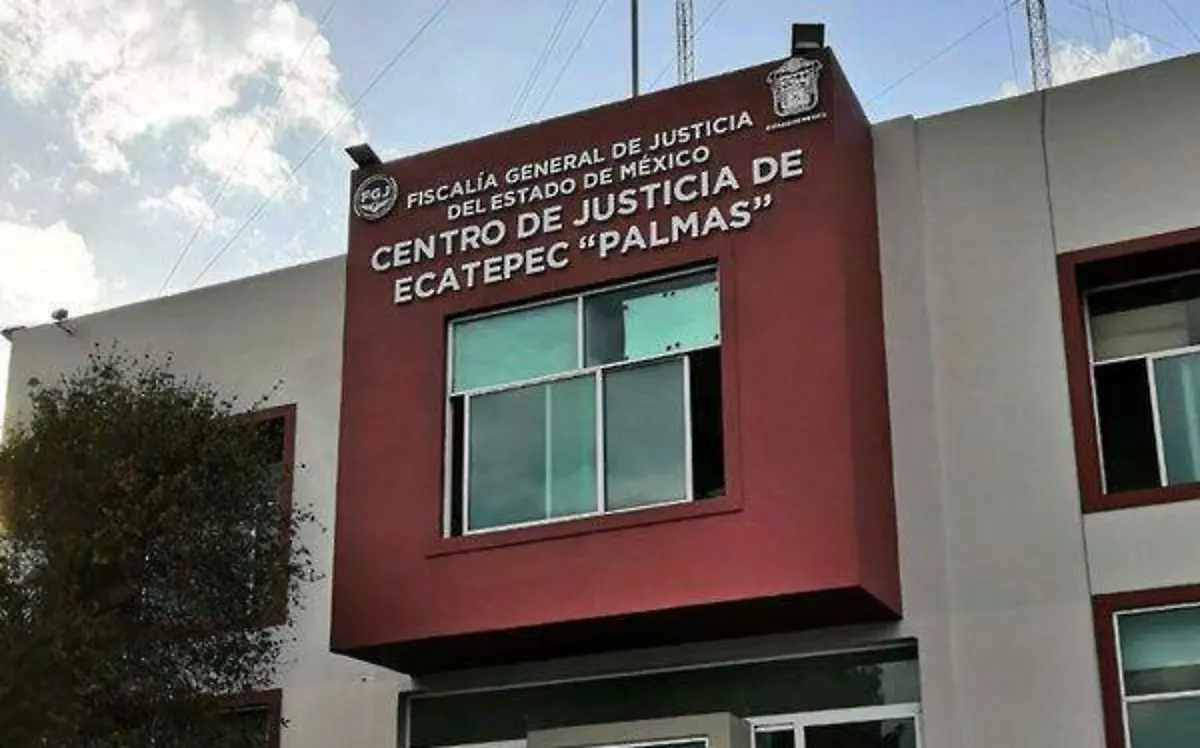 FGJ
FISCALÍA GENERAL DE JUSTICIA
DEL ESTADO DE MÉXICO
CENTRO DE JUSTICIA DE
ECATEPEC “PALMAS”